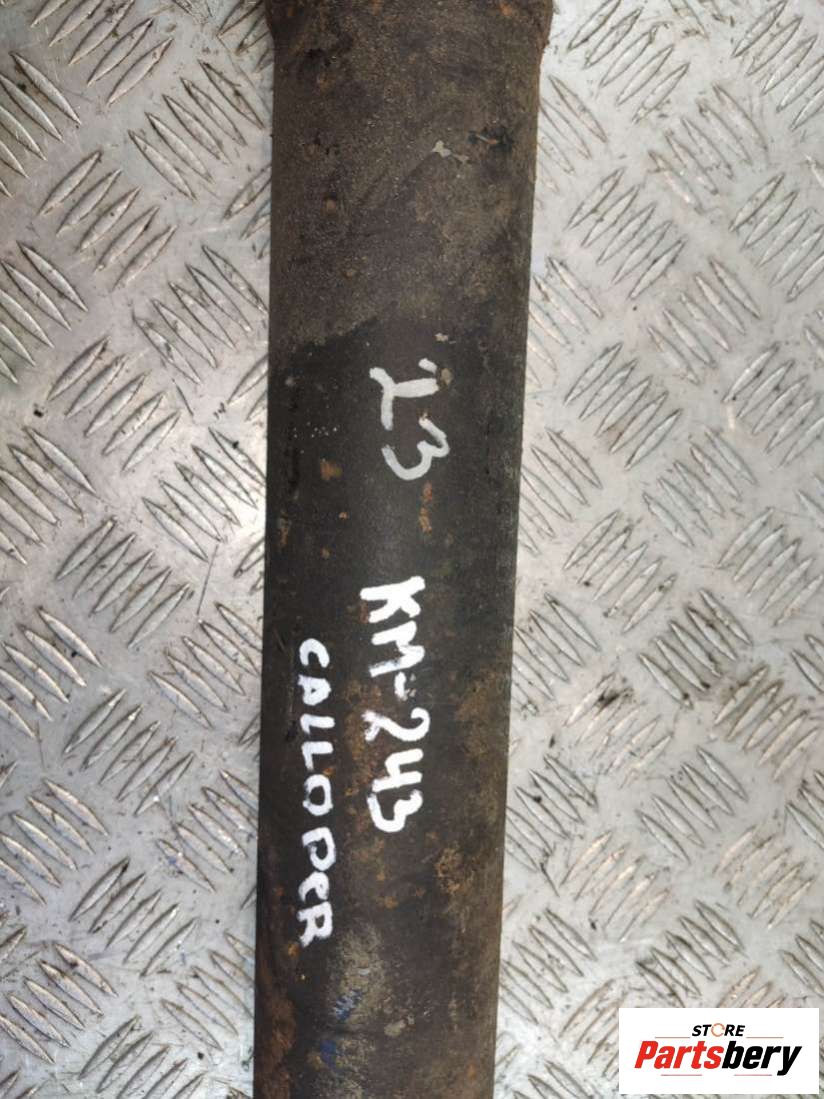 23
KM-243
CALLOPER
STORE
Partsbery